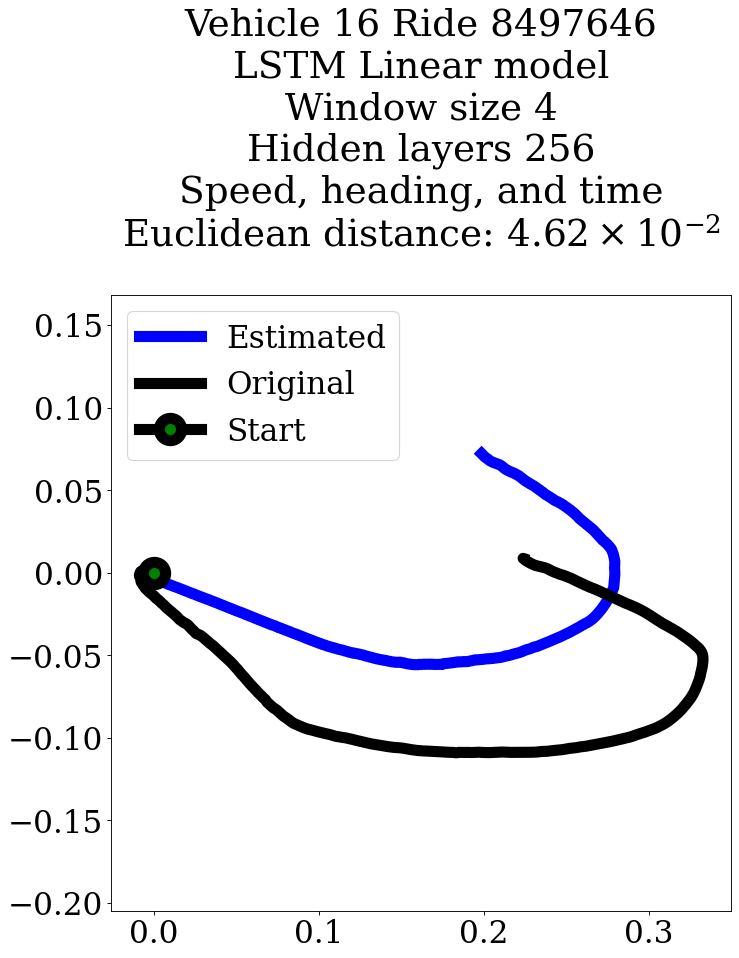 Vehicle 16 Ride 8497646
LSTM Linear model
Window size 4
Hidden layers 256
Speed, heading, and time
Euclidean distance: 4.62 × 10⁻²
Estimated
Original
Start
0.15
0.10
0.05
0.00
−0.05
−0.10
−0.15
−0.20
0.0 0.1 0.2 0.3